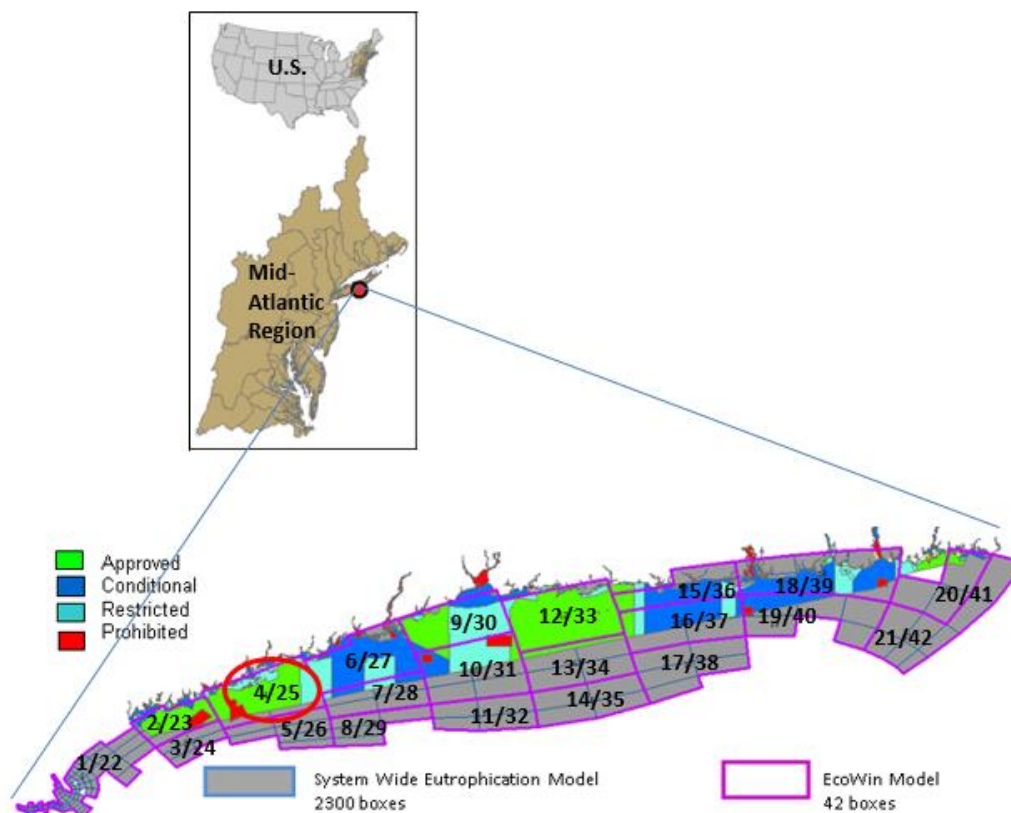 U.S.
Mid-
Atlantic
Region
Approved
Conditional
Restricted
Prohibited
15/36
18/39
20/41
12/33
9/30
16/37
19/40
21/42
6/27
10/31
13/34
17/38
4/25
7/28
14/35
2/23
5/26
8/29
11/32
3/24
1/22
System Wide Eutrophication Model
2300 boxes
EcoWin Model
42 boxes